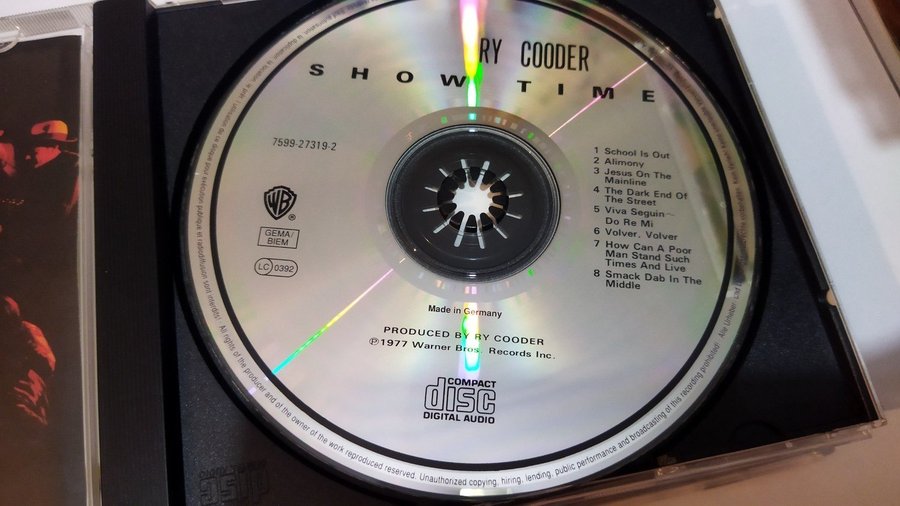 RY COODER
SHOW TIME
7599-27319-2
WB
®
GEMA/
BIEM
LC 0392
1 School Is Out
2 Alimony
3 Jesus On The
Mainline
4 The Dark End Of
The Street
5 Viva Seguin –
Do Re Mi
6 Volver, Volver
7 How Can A Poor
Man Stand Such
Times And Live
8 Smack Dab In The
Middle
Made in Germany
PRODUCED BY RY COODER
℗1977 Warner Bros. Records Inc.
COMPACT
disc
DIGITAL AUDIO
All rights of the producer and of the owner of the work reproduced reserved. Unauthorized copying, hiring, lending, public performance and broadcasting of this recording prohibited!